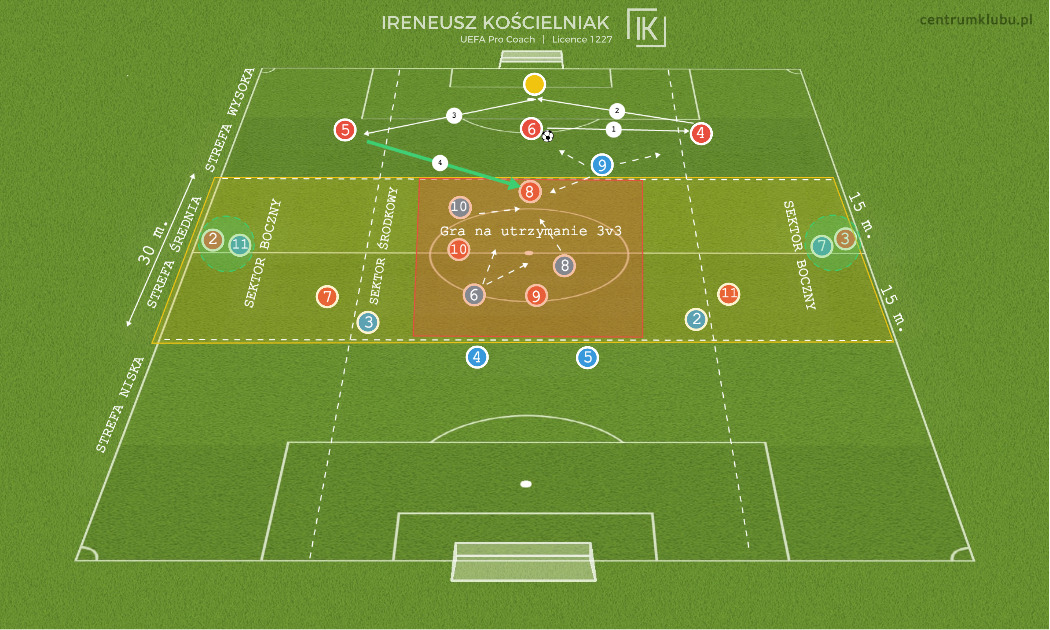 IRENEUSZ KOŚCIELNIAK
UEFA Pro Coach | Licence 1227
IK
centrumklubu.pl
STREFA WYSOKA
STREFA ŚREDNIA
STREFA NISKA
30 m.
15 m.
15 m.
SEKTOR BOCZNY
SEKTOR ŚRODKOWY
SEKTOR BOCZNY
3
2
5
6
1
4
9
4
8
10
Gra na utrzymanie 3v3
2
11
10
7
3
8
7
6
9
11
3
2
4
5